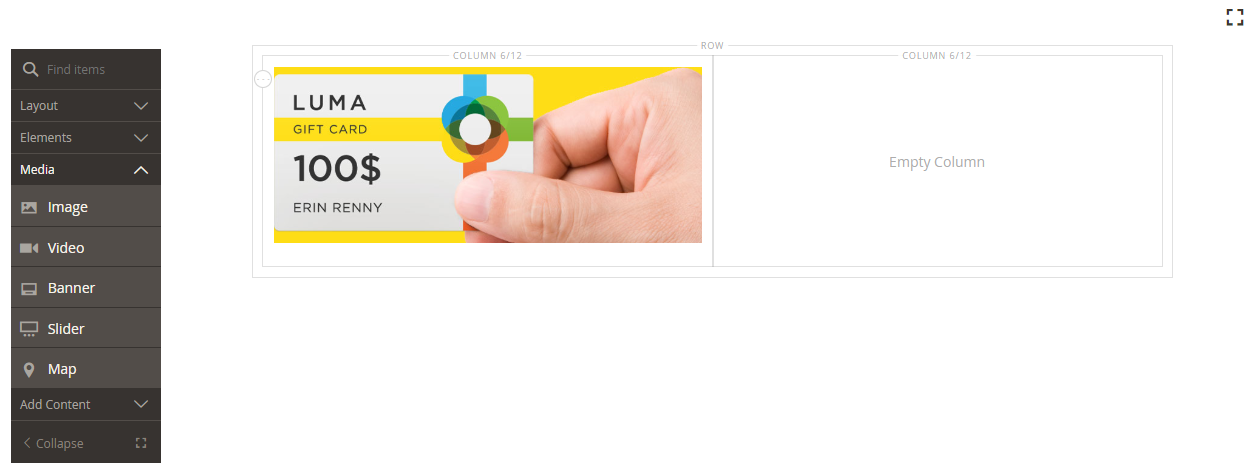 Find items
Layout
Elements
Media
Image
Video
Banner
Slider
Map
Add Content
Collapse
ROW
COLUMN 6/12
COLUMN 6/12
LUMA
GIFT CARD
100$
ERIN RENNY
Empty Column